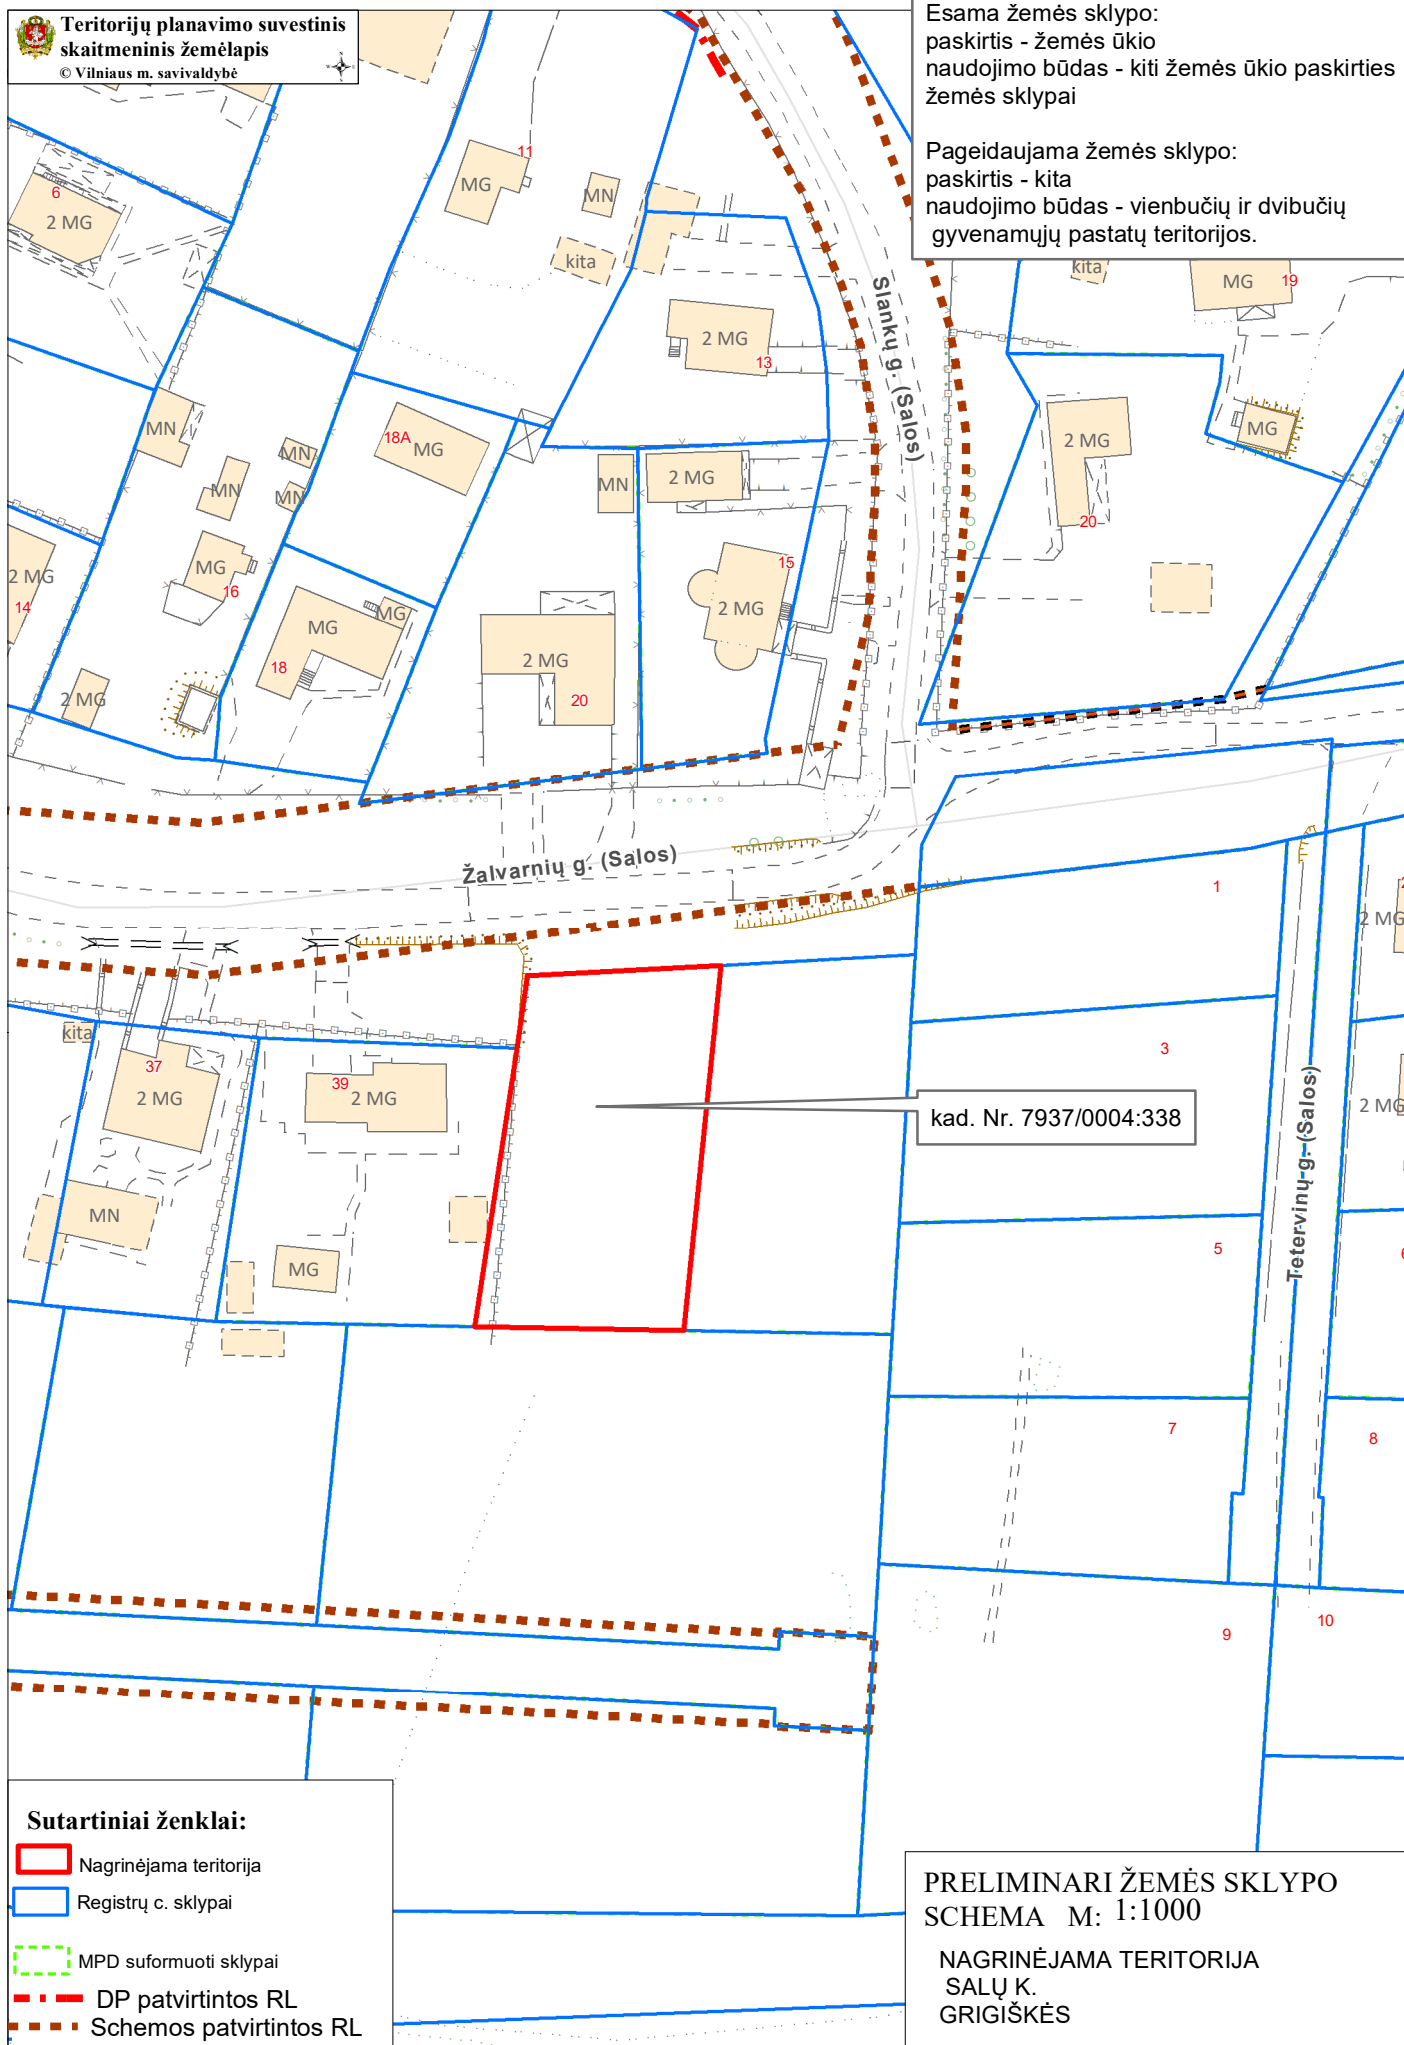 Teritorijų planavimo suvestinis
skaitmeninis žemėlapis
© Vilniaus m. savivaldybė
Esama žemės sklypo:
paskirtis - žemės ūkio
naudojimo būdas - kiti žemės ūkio paskirties
žemės sklypai
Pageidaujama žemės sklypo:
paskirtis - kita
naudojimo būdas - vienbučių ir dvibučių
gyvenamųjų pastatų teritorijos.
6
2 MG
11
MG
MN
kita
kita
MG
19
2 MG
13
Slankų g. (Salos)
MN
18A
MG
MN
MN
MN
MN
2 MG
2 MG
MG
20
2 MG
14
MG
16
15
2 MG
MG
MG
18
2 MG
20
2 MG
Žalvarnių g. (Salos)
1
2 MG
kita
37
2 MG
39
2 MG
3
kad. Nr. 7937/0004:338
2 MG
Tetervinų g. (Salos)
MN
MG
5
6
7
8
9
10
Sutartiniai ženklai:
Nagrinėjama teritorija
Registrų c. sklypai
MPD suformuoti sklypai
DP patvirtintos RL
Schemos patvirtintos RL
PRELIMINARI ŽEMĖS SKLYPO
SCHEMA M: 1:1000
NAGRINĖJAMA TERITORIJA
SALŲ K.
GRIGIŠKĖS